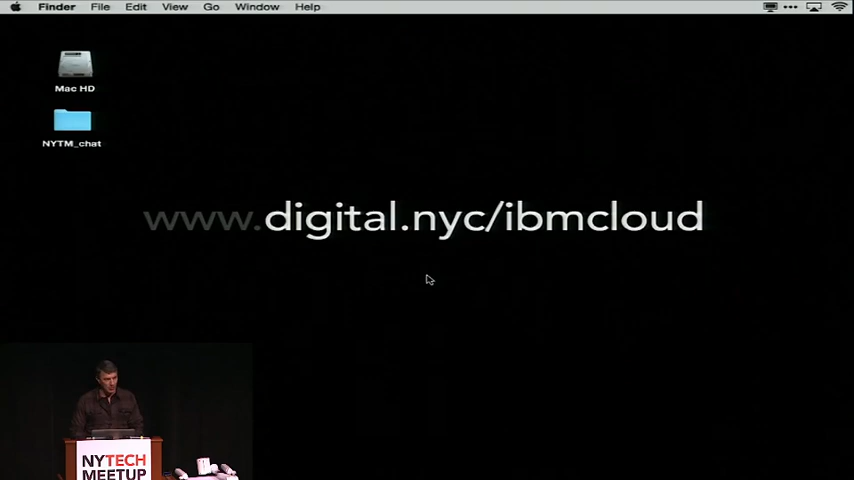 Finder File Edit View Go Window Help
Mac HD
NYTM_chat
www.digital.nyc/ibmcloud
NYTECH
MEETUP